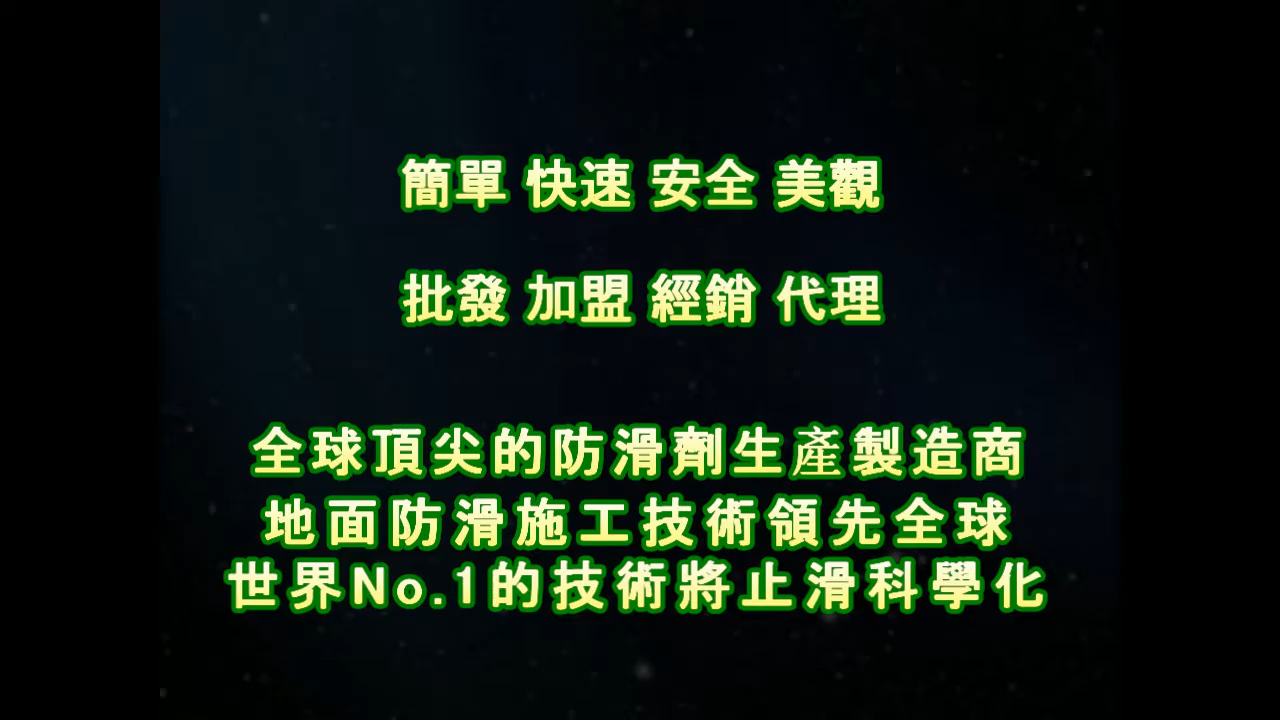 簡單 快速 安全 美觀
批發 加盟 經銷 代理
全球頂尖的防滑劑生產製造商
地面防滑施工技術領先全球
世界No.1的技術將止滑科學化